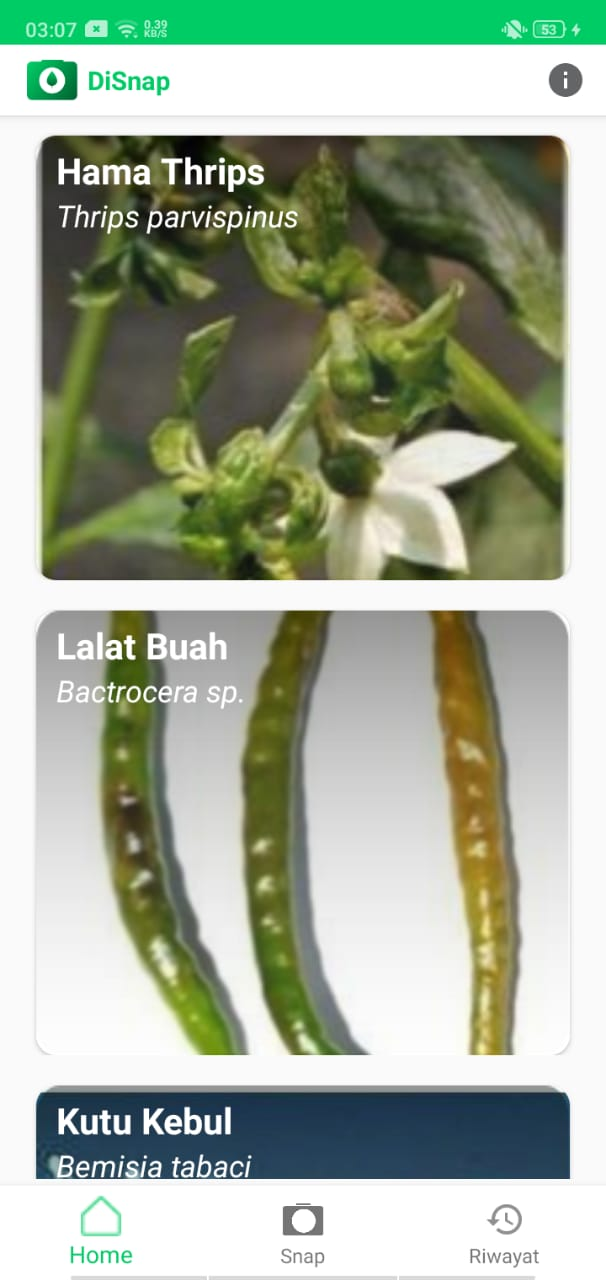 03:07
0.39
KB/S
53
DiSnap
Hama Thrips
Thrips parvispinus
Lalat Buah
Bactrocera sp.
Kutu Kebul
Bemisia tabaci
Home
Snap
Riwayat